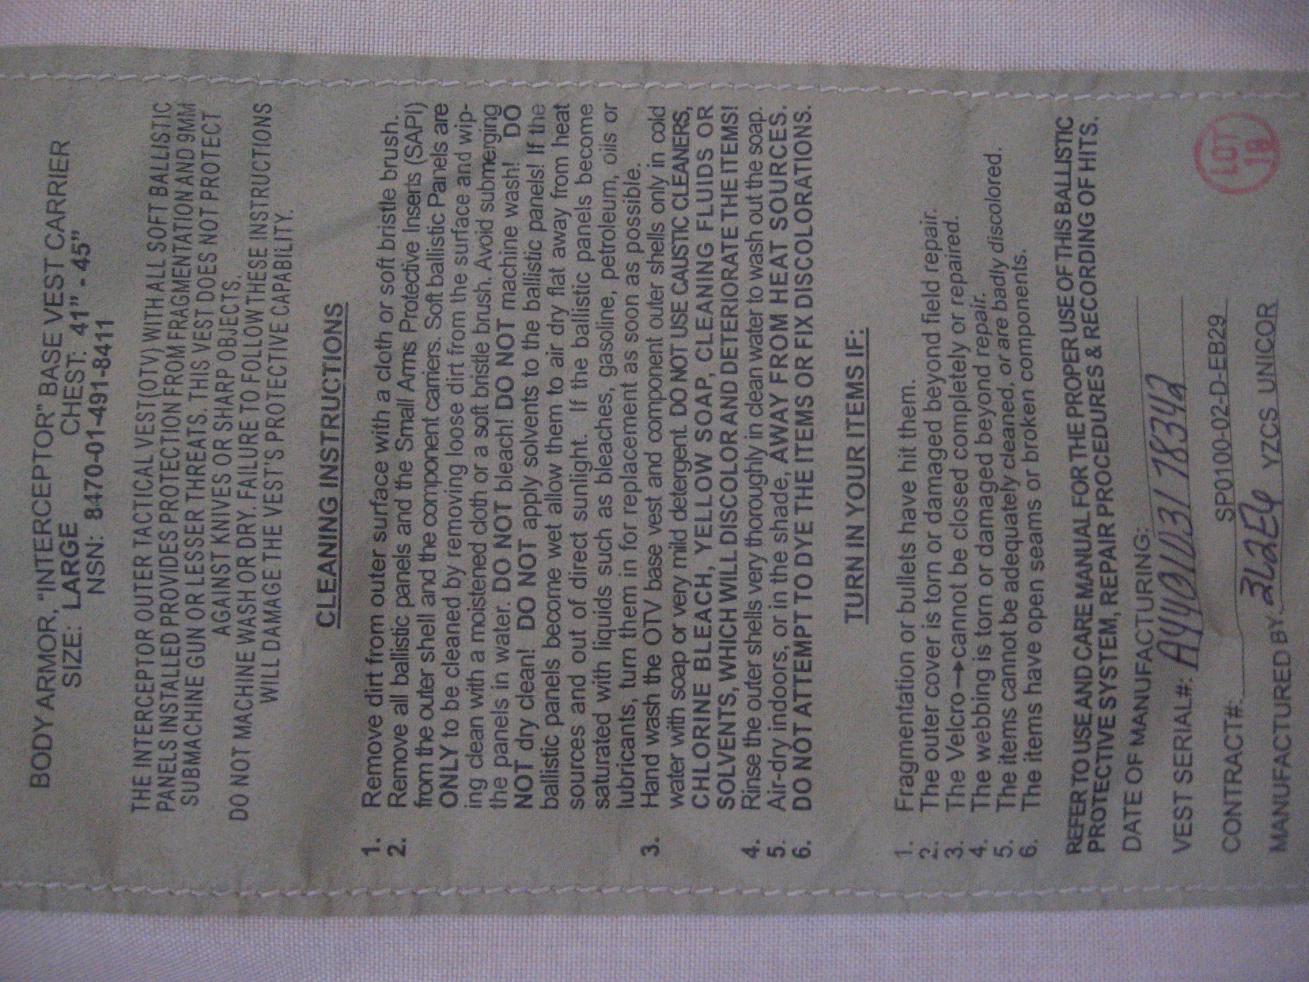 BODY ARMOR, "INTERCEPTOR" BASE VEST CARRIER
SIZE: LARGE CHEST: 41" - 45"
NSN: 8470-01-491-8411
THE INTERCEPTOR OUTER TACTICAL VEST(OTV) WITH ALL SOFT BALLISTIC
PANELS INSTALLED PROVIDES PROTECTION FROM FRAGMENTATION AND 9MM
SUBMACHINE GUN OR LESSER THREATS. THIS VEST DOES NOT PROTECT
AGAINST KNIVES OR SHARP OBJECTS.
DO NOT MACHINE WASH OR DRY. FAILURE TO FOLLOW THESE INSTRUCTIONS
WILL DAMAGE THE VEST'S PROTECTIVE CAPABILITY.
CLEANING INSTRUCTIONS
1. Remove dirt from outer surface with a cloth or soft bristle brush.
2. Remove all ballistic panels and the Small Arms Protective Inserts (SAPI)
from the outer shell and the component carriers. Soft ballistic Panels are
ONLY to be cleaned by removing loose dirt from the surface and wip-
ing clean with a moistened cloth or a soft bristle brush. Avoid submerging
the panels in water. DO NOT bleach! DO NOT machine wash! DO
NOT dry clean! DO NOT apply solvents to the ballistic panels! If the
ballistic panels become wet allow them to air dry flat away from heat
sources and out of direct sunlight. If the ballistic panels become
saturated with liquids such as bleaches, gasoline, petroleum, oils or
lubricants, turn them in for replacement as soon as possible.
3. Hand wash the OTV base vest and component outer shells only in cold
water with soap or very mild detergent. DO NOT USE CAUSTIC CLEANERS,
CHLORINE BLEACH, YELLOW SOAP, CLEANING FLUIDS OR
SOLVENTS, WHICH WILL DISCOLOR AND DETERIORATE THE ITEMS!
4. Rinse the outer shells very thoroughly in clean water to wash out the soap.
5. Air-dry indoors, or in the shade, AWAY FROM HEAT SOURCES.
6. DO NOT ATTEMPT TO DYE THE ITEMS OR FIX DISCOLORATIONS.
TURN IN YOUR ITEMS IF:
1. Fragmentation or bullets have hit them.
2. The outer cover is torn or damaged beyond field repair.
3. The Velcro→cannot be closed completely or repaired.
4. The webbing is torn or damaged beyond repair.
5. The items cannot be adequately cleaned, or are badly discolored.
6. The items have open seams or broken components.
REFER TO USE AND CARE MANUAL FOR THE PROPER USE OF THIS BALLISTIC
PROTECTIVE SYSTEM, REPAIR PROCEDURES & RECORDING OF HITS.
DATE OF MANUFACTURING:
VEST SERIAL#:
CONTRACT#: SP0100-02-D-EB29
MANUFACTURED BY: YZCS UNICOR
LOT
18